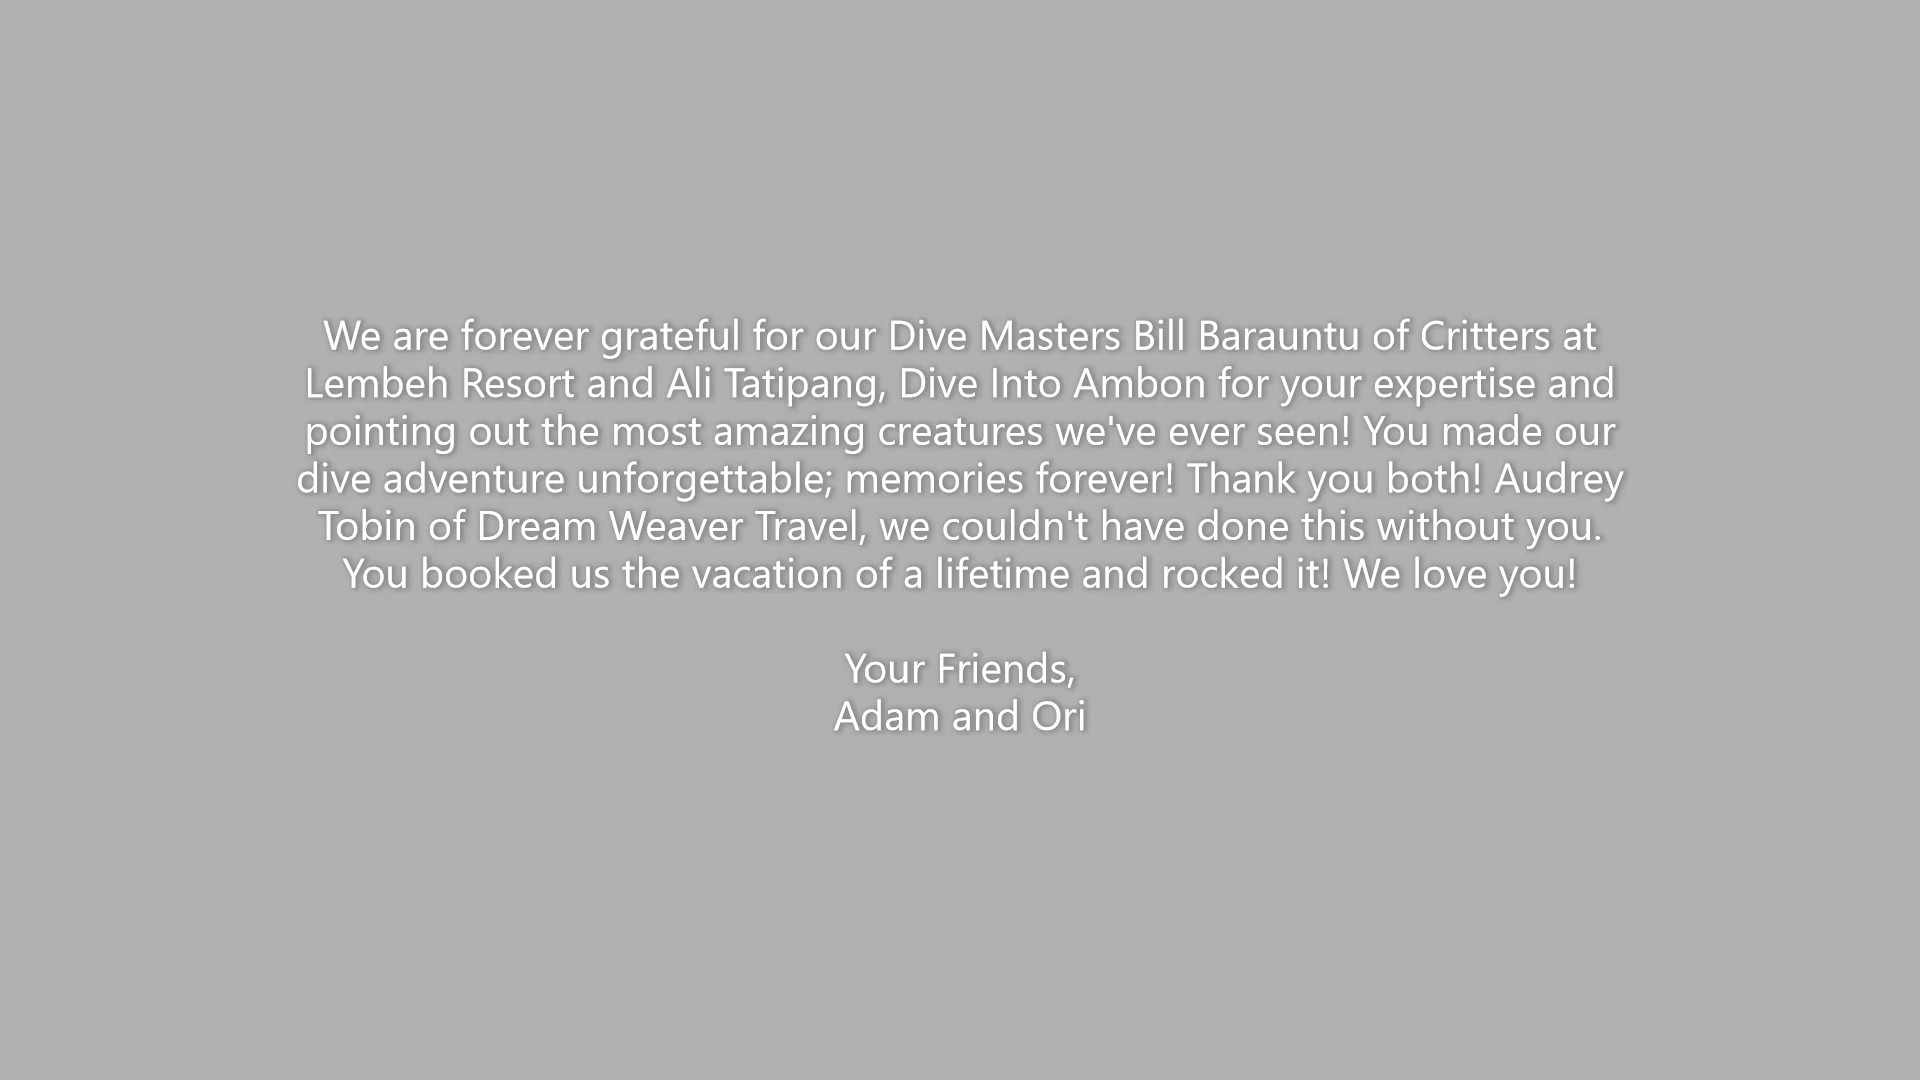 We are forever grateful for our Dive Masters Bill Barauntu of Critters at
Lembeh Resort and Ali Tatipang, Dive Into Ambon for your expertise and
pointing out the most amazing creatures we've ever seen! You made our
dive adventure unforgettable; memories forever! Thank you both! Audrey
Tobin of Dream Weaver Travel, we couldn't have done this without you.
You booked us the vacation of a lifetime and rocked it! We love you!
Your Friends,
Adam and Ori